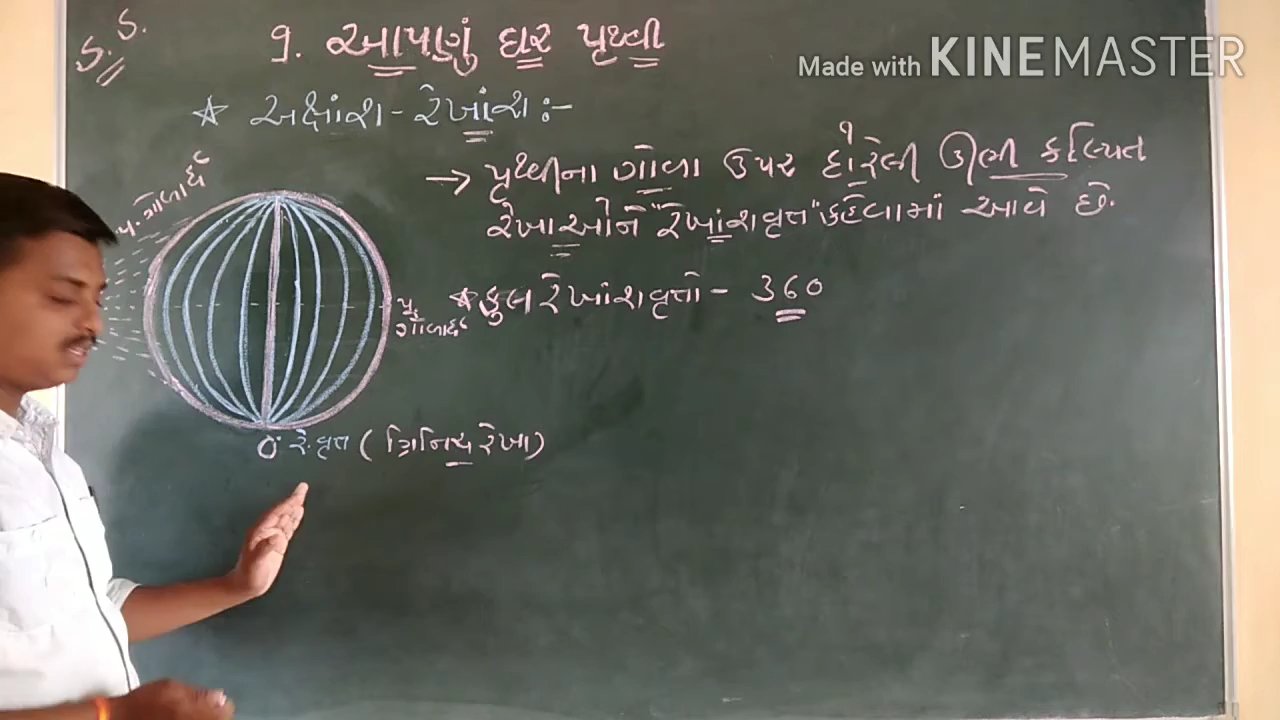 S.S.
૧. આપણું ઘર પૃથ્વી
Made with KINEMASTER
☆ અક્ષાંશ - રેખાંશ :-
→ પૃથ્વીના ગોળા ઉપર દોરેલી ઊભી કલ્પિત
રેખાઓને "રેખાંશવૃત્ત" કહેવામાં આવે છે.
પ. ગોળાર્ધ
☆ કુલ રેખાંશવૃત્તો - 360
પૂ. ગોળાર્ધ
0° રે. વૃત્ત ( ગ્રિનિચ રેખા)